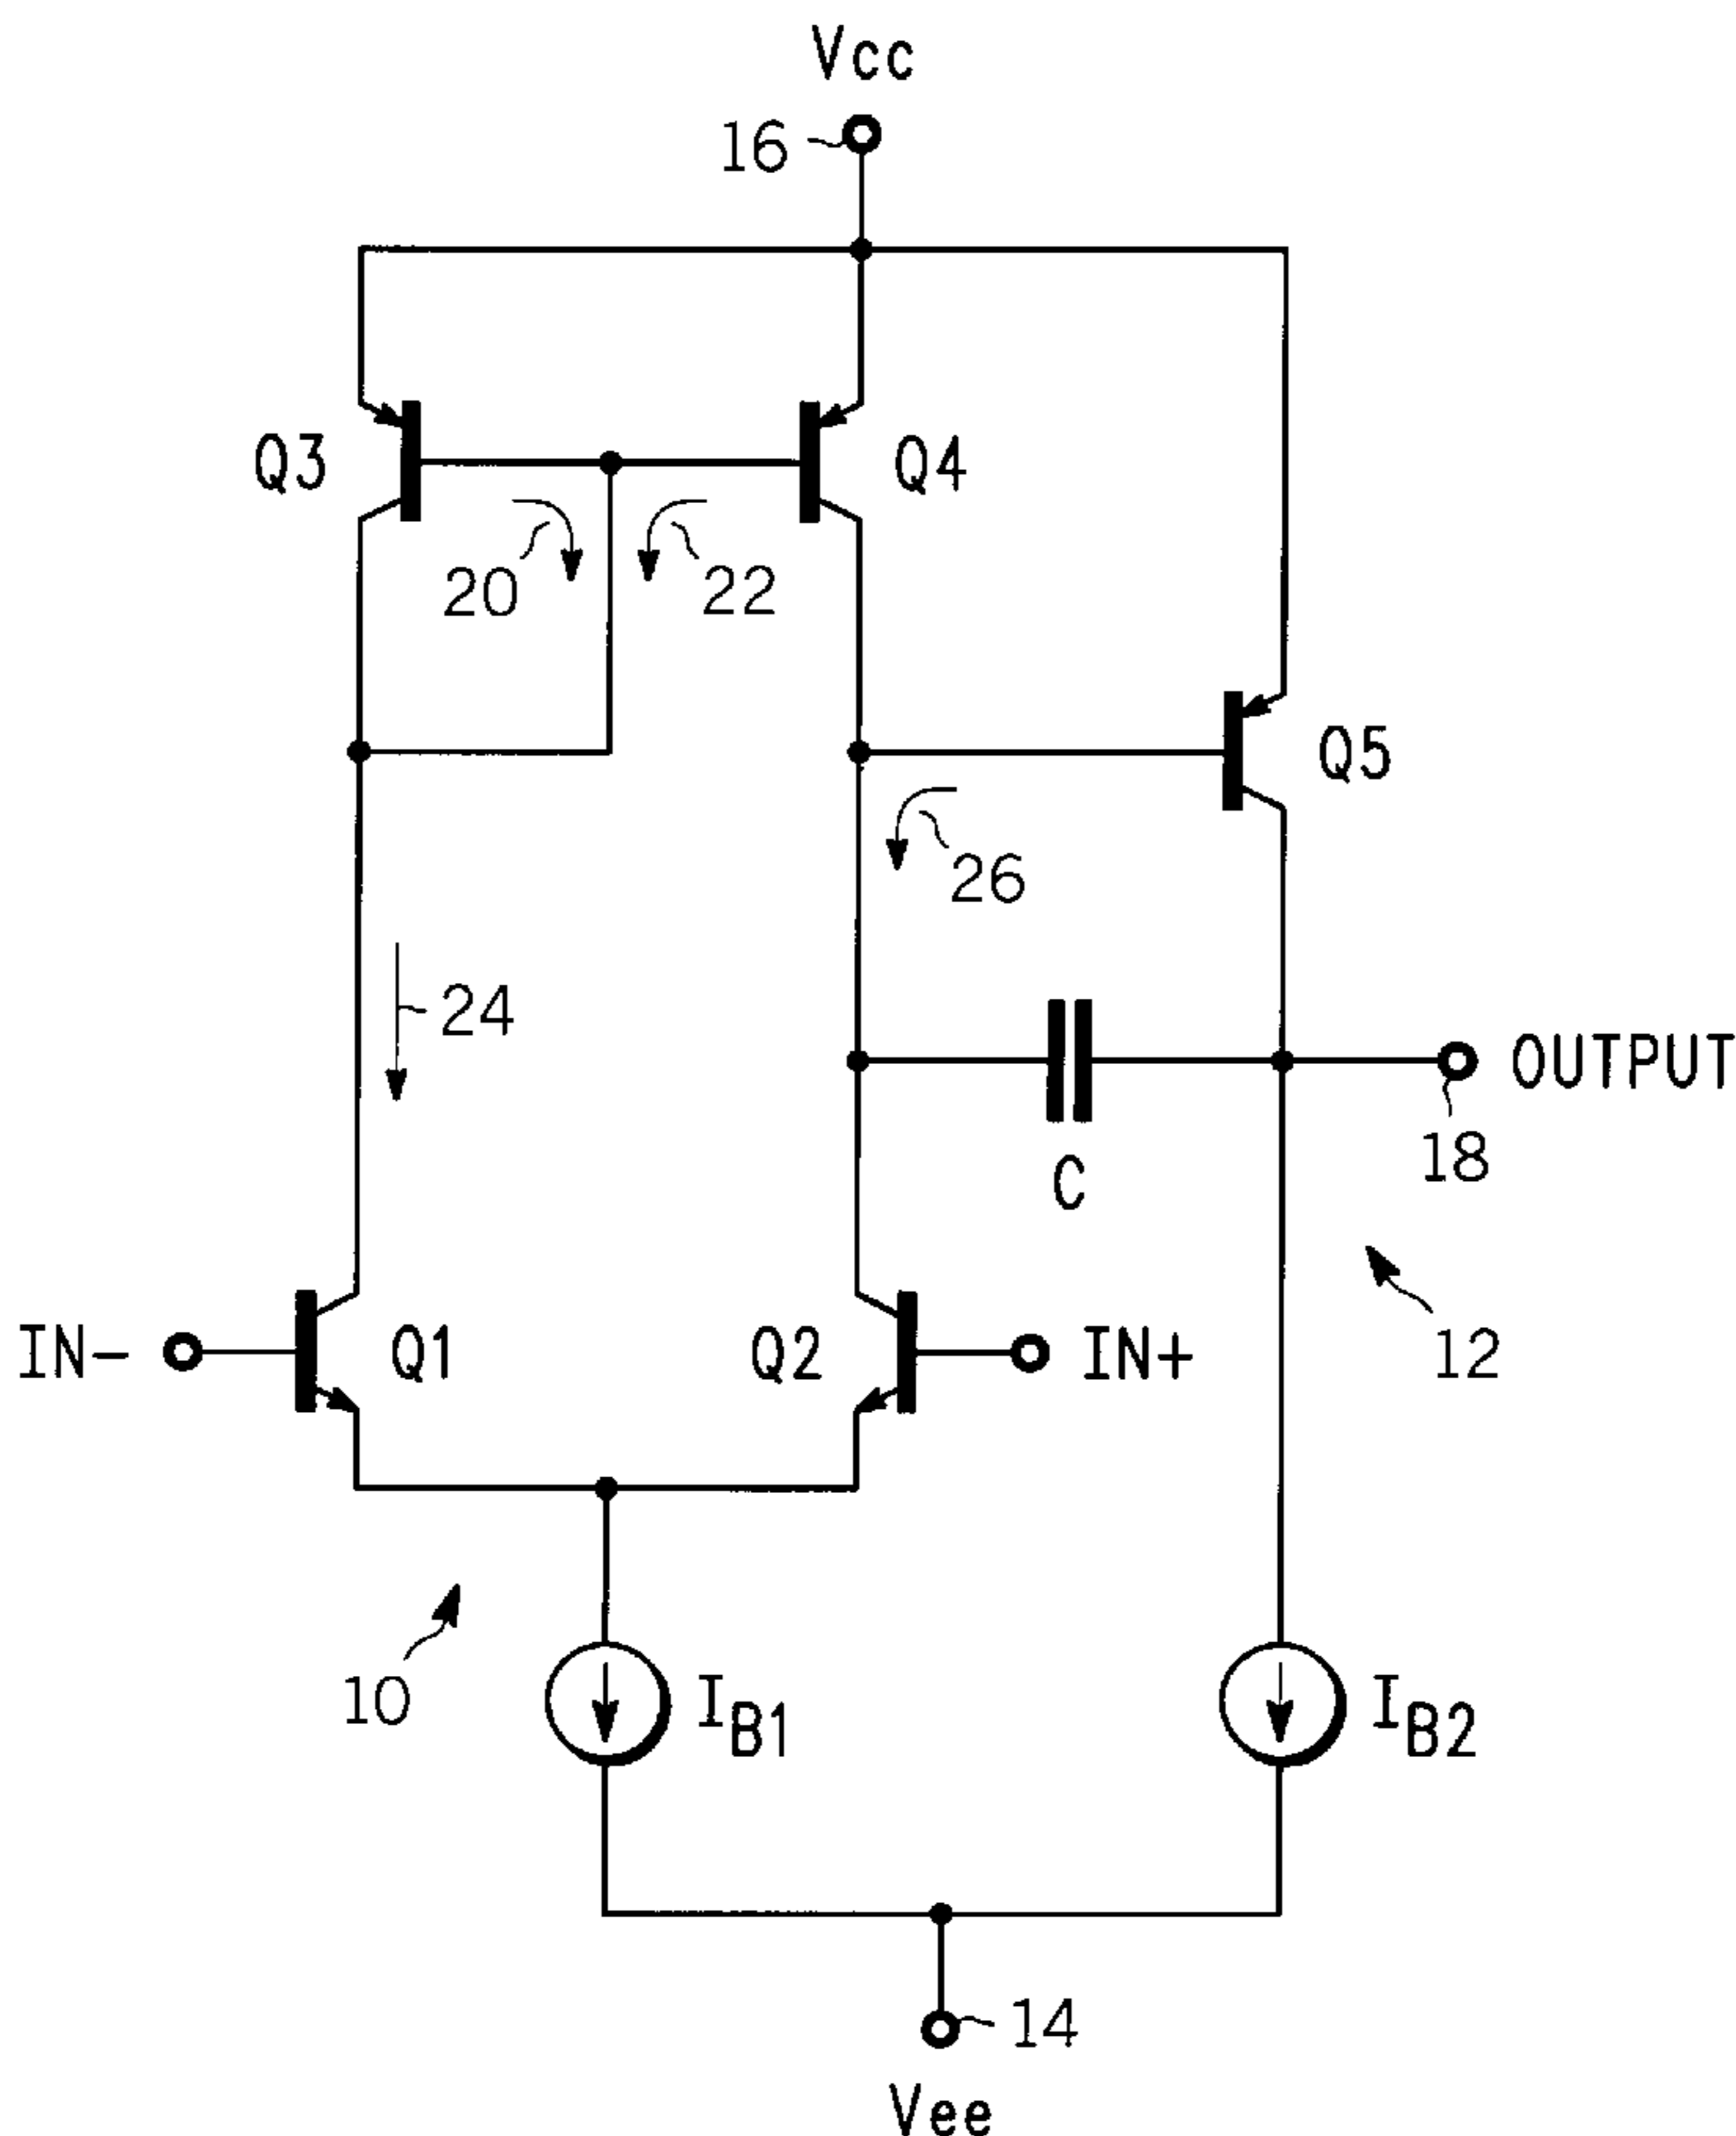 Vcc
16
Q3
Q4
20
22
Q5
26
24
OUTPUT
18
C
IN-
Q1
Q2
IN+
12
10
IB1
IB2
14
Vee